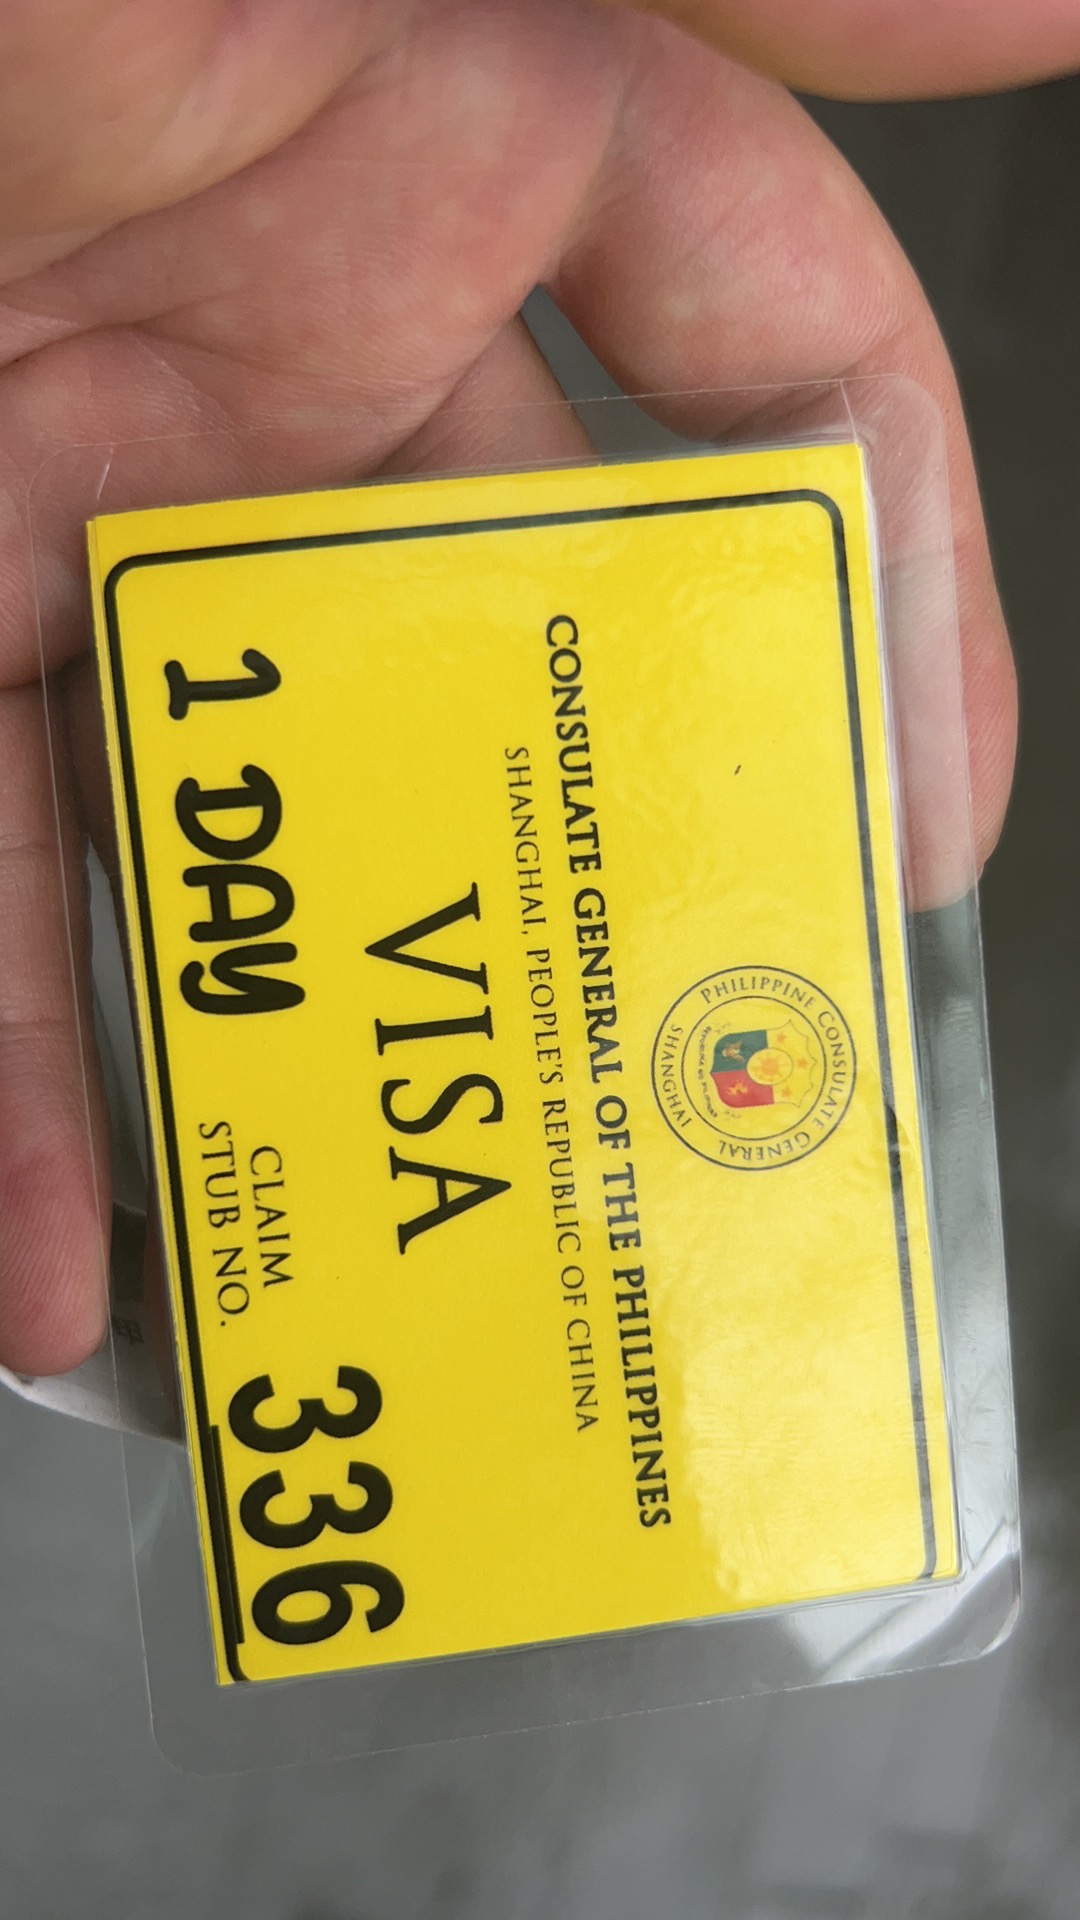 PHILIPPINE CONSULATE GENERAL
SHANGHAI
CONSULATE GENERAL OF THE PHILIPPINES
SHANGHAI, PEOPLE'S REPUBLIC OF CHINA
VISA
1 DAY
CLAIM
STUB NO.
336